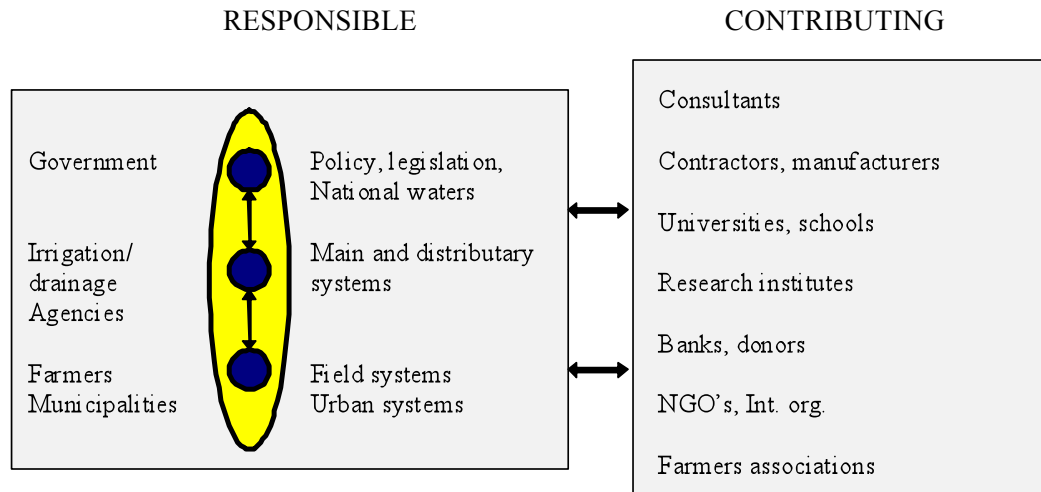 RESPONSIBLE
CONTRIBUTING
Government
Policy, legislation,
National waters
Irrigation/
drainage
Agencies
Main and distributary
systems
Farmers
Municipalities
Field systems
Urban systems
Consultants
Contractors, manufacturers
Universities, schools
Research institutes
Banks, donors
NGO's, Int. org.
Farmers associations